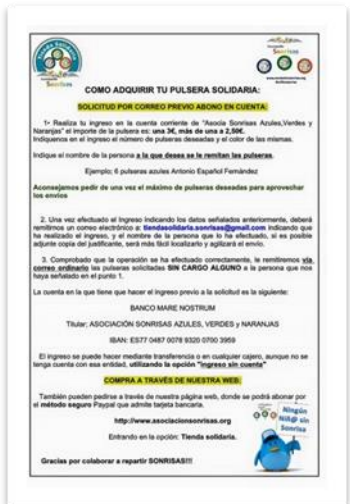 Tienda Solidaria
Sonrisas
Sonrisas
COMO ADQUIRIR TU PULSERA SOLIDARIA:
SOLICITUD POR CORREO PREVIO ABONO EN CUENTA:
1º Realiza tu ingreso en la cuenta corriente de "Asocia Sonrisas Azules,Verdes y
Naranjas" el importe de la pulsera es: una 3€, más de una a 2,50€.
Indíquenos en el ingreso el número de pulseras deseadas y el color de las mismas.
Indique el nombre de la persona a la que desea se le remitan las pulseras.
Ejemplo; 6 pulseras azules Antonio Español Fernández
Aconsejamos pedir de una vez el máximo de pulseras deseadas para aprovechar
los envios
2. Una vez efectuado el Ingreso indicando los datos señalados anteriormente, deberá
remitirnos un correo electrónico a: tiendasolidaria.sonrisas@gmail.com indicando que
ha realizado el ingreso, y el nombre de la persona que lo ha efectuado, si es posible
adjunte copia del justificante, será más fácil localizarlo y agilizará el envío.
3. Comprobado que la operación se ha efectuado correctamente, le remitiremos vía
correo ordinario las pulseras solicitadas SIN CARGO ALGUNO a la persona que nos
haya señalado en el punto 1.
La cuenta en la que tiene que hacer el ingreso previo a la solicitud es la siguiente:
BANCO MARE NOSTRUM
Titular; ASOCIACIÓN SONRISAS AZULES, VERDES y NARANJAS
IBAN: ES77 0487 0078 9320 0700 3959
El ingreso se puede hacer mediante transferencia o en cualquier cajero, aunque no se
tenga cuenta con esa entidad, utilizando la opción "ingreso sin cuenta"
COMPRA A TRAVÉS DE NUESTRA WEB:
También pueden pedirse a través de nuestra página web, donde se podrá abonar por
el método seguro Paypal que admite tarjeta bancaria.
http://www.asociacionsonrisas.org
Entrando en la opción: Tienda solidaria.
Gracias por colaborar a repartir SONRISAS!!!
Ningún
Niñ@ sin
Sonrisa